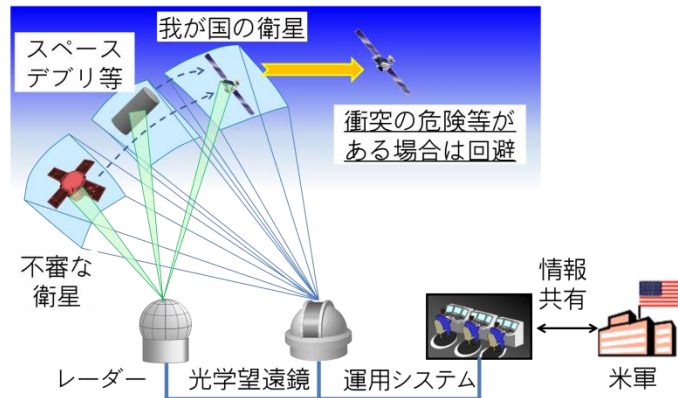 我が国の衛星
スペース
デブリ等
衝突の危険等が
ある場合は回避
不審な
衛星
情報
共有
レーダー
光学望遠鏡
運用システム
米軍